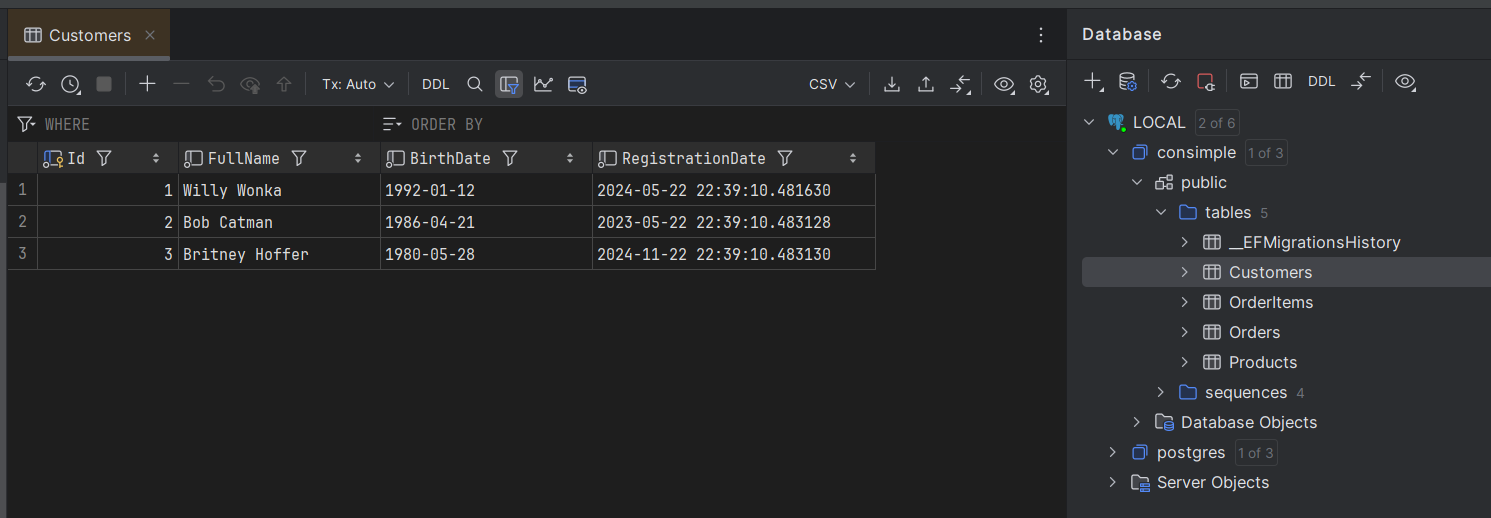 Customers
Database
Tx: Auto
DDL
CSV
DDL
WHERE
ORDER BY
Id FullName BirthDate RegistrationDate
1 1 Willy Wonka 1992-01-12 2024-05-22 22:39:10.481630
2 2 Bob Catman 1986-04-21 2023-05-22 22:39:10.483128
3 3 Britney Hoffer 1980-05-28 2024-11-22 22:39:10.483130
LOCAL 2 of 6
consimple 1 of 3
public
tables 5
__EFMigrationsHistory
Customers
OrderItems
Orders
Products
sequences 4
Database Objects
postgres 1 of 3
Server Objects